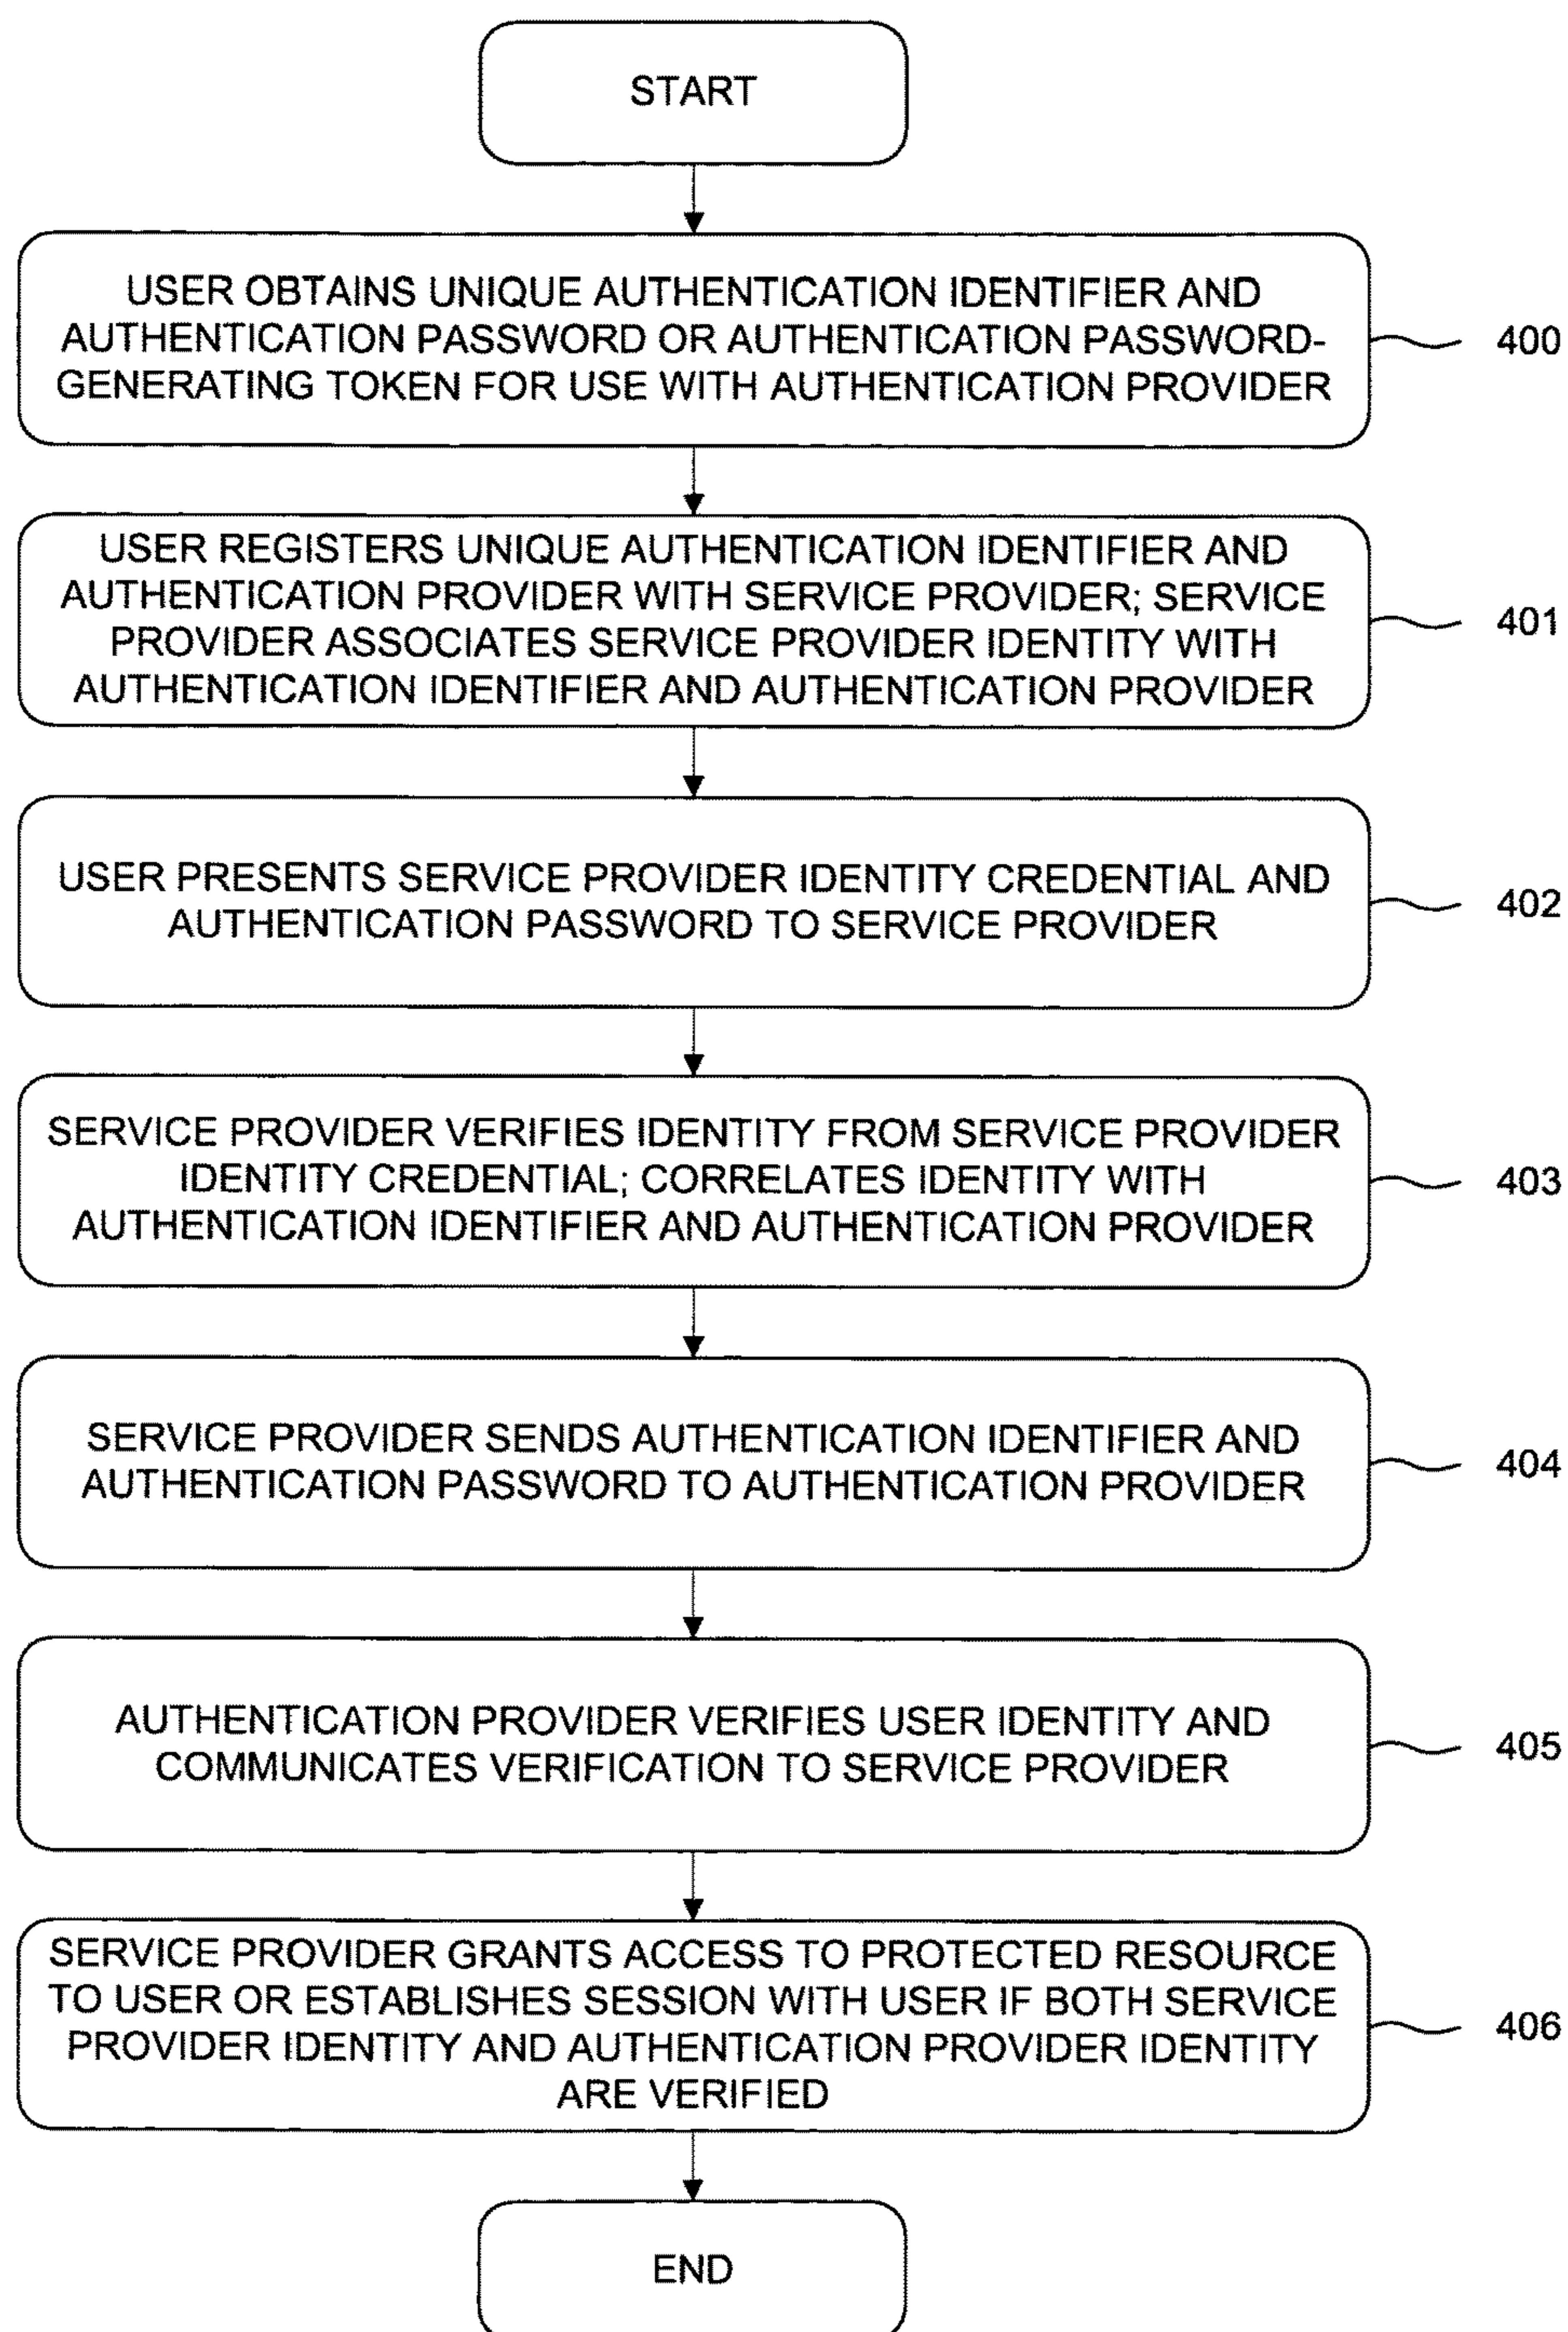 START
USER OBTAINS UNIQUE AUTHENTICATION IDENTIFIER AND
AUTHENTICATION PASSWORD OR AUTHENTICATION PASSWORD-
GENERATING TOKEN FOR USE WITH AUTHENTICATION PROVIDER
400
USER REGISTERS UNIQUE AUTHENTICATION IDENTIFIER AND
AUTHENTICATION PROVIDER WITH SERVICE PROVIDER; SERVICE
PROVIDER ASSOCIATES SERVICE PROVIDER IDENTITY WITH
AUTHENTICATION IDENTIFIER AND AUTHENTICATION PROVIDER
401
USER PRESENTS SERVICE PROVIDER IDENTITY CREDENTIAL AND
AUTHENTICATION PASSWORD TO SERVICE PROVIDER
402
SERVICE PROVIDER VERIFIES IDENTITY FROM SERVICE PROVIDER
IDENTITY CREDENTIAL; CORRELATES IDENTITY WITH
AUTHENTICATION IDENTIFIER AND AUTHENTICATION PROVIDER
403
SERVICE PROVIDER SENDS AUTHENTICATION IDENTIFIER AND
AUTHENTICATION PASSWORD TO AUTHENTICATION PROVIDER
404
AUTHENTICATION PROVIDER VERIFIES USER IDENTITY AND
COMMUNICATES VERIFICATION TO SERVICE PROVIDER
405
SERVICE PROVIDER GRANTS ACCESS TO PROTECTED RESOURCE
TO USER OR ESTABLISHES SESSION WITH USER IF BOTH SERVICE
PROVIDER IDENTITY AND AUTHENTICATION PROVIDER IDENTITY
ARE VERIFIED
406
END